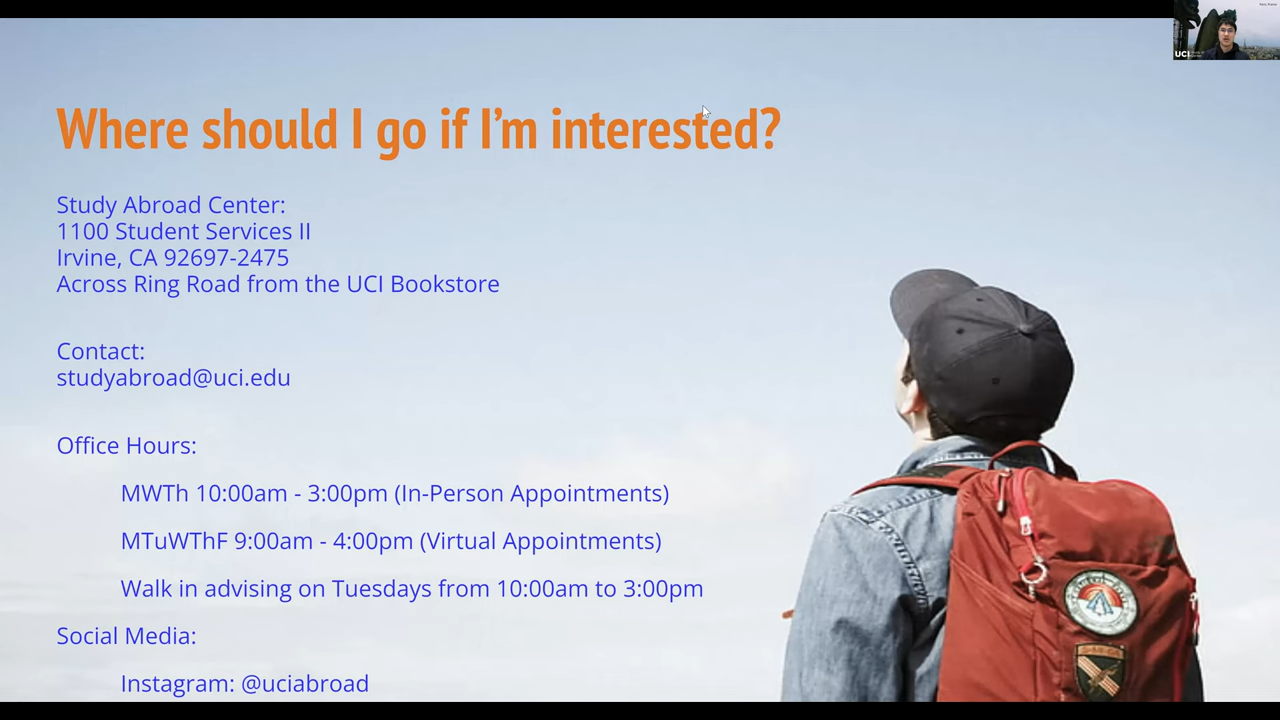 Where should I go if I'm interested?
Study Abroad Center:
1100 Student Services II
Irvine, CA 92697-2475
Across Ring Road from the UCI Bookstore
Contact:
studyabroad@uci.edu
Office Hours:
MWTh 10:00am - 3:00pm (In-Person Appointments)
MTuWThF 9:00am - 4:00pm (Virtual Appointments)
Walk in advising on Tuesdays from 10:00am to 3:00pm
Social Media:
Instagram: @uciabroad
UCI